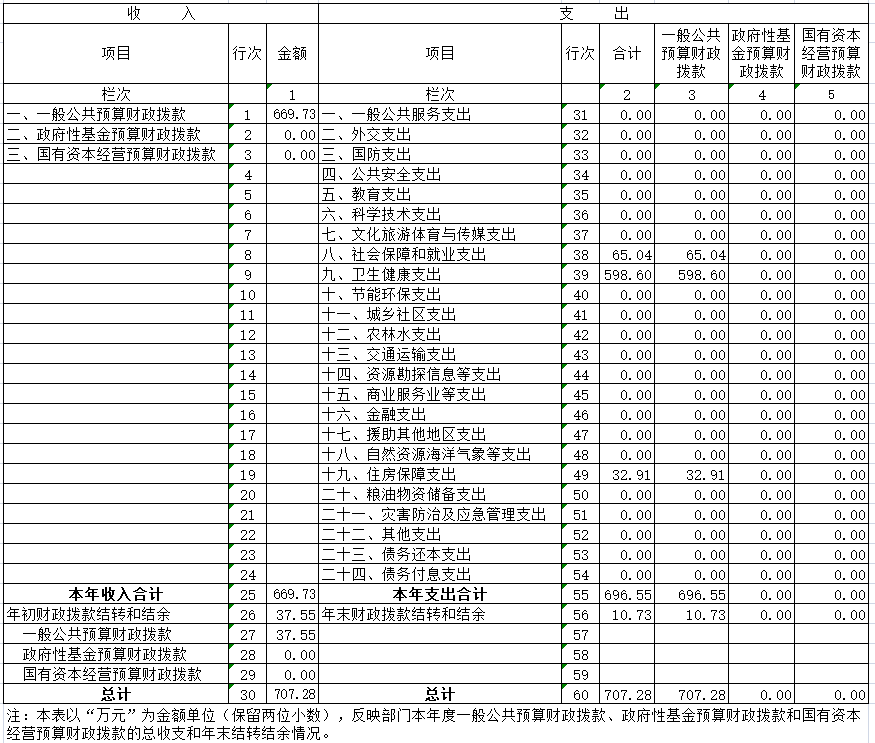 收 入 支 出
项目 行次 金额 项目 行次 合计 一般公共预算财政拨款 政府性基金预算财政拨款 国有资本经营预算财政拨款
栏次 1 栏次 2 3 4 5
一、一般公共预算财政拨款 1 669.73 一、一般公共服务支出 31 0.00 0.00 0.00 0.00
二、政府性基金预算财政拨款 2 0.00 二、外交支出 32 0.00 0.00 0.00 0.00
三、国有资本经营预算财政拨款 3 0.00 三、国防支出 33 0.00 0.00 0.00 0.00
4 四、公共安全支出 34 0.00 0.00 0.00 0.00
5 五、教育支出 35 0.00 0.00 0.00 0.00
6 六、科学技术支出 36 0.00 0.00 0.00 0.00
7 七、文化旅游体育与传媒支出 37 0.00 0.00 0.00 0.00
8 八、社会保障和就业支出 38 65.04 65.04 0.00 0.00
9 九、卫生健康支出 39 598.60 598.60 0.00 0.00
10 十、节能环保支出 40 0.00 0.00 0.00 0.00
11 十一、城乡社区支出 41 0.00 0.00 0.00 0.00
12 十二、农林水支出 42 0.00 0.00 0.00 0.00
13 十三、交通运输支出 43 0.00 0.00 0.00 0.00
14 十四、资源勘探信息等支出 44 0.00 0.00 0.00 0.00
15 十五、商业服务业等支出 45 0.00 0.00 0.00 0.00
16 十六、金融支出 46 0.00 0.00 0.00 0.00
17 十七、援助其他地区支出 47 0.00 0.00 0.00 0.00
18 十八、自然资源海洋气象等支出 48 0.00 0.00 0.00 0.00
19 十九、住房保障支出 49 32.91 32.91 0.00 0.00
20 二十、粮油物资储备支出 50 0.00 0.00 0.00 0.00
21 二十一、灾害防治及应急管理支出 51 0.00 0.00 0.00 0.00
22 二十二、其他支出 52 0.00 0.00 0.00 0.00
23 二十三、债务还本支出 53 0.00 0.00 0.00 0.00
24 二十四、债务付息支出 54 0.00 0.00 0.00 0.00
本年收入合计 25 669.73 本年支出合计 55 696.55 696.55 0.00 0.00
年初财政拨款结转和结余 26 37.55 年末财政拨款结转和结余 56 10.73 10.73 0.00 0.00
一般公共预算财政拨款 27 37.55 57
政府性基金预算财政拨款 28 0.00 58
国有资本经营预算财政拨款 29 0.00 59
总计 30 707.28 总计 60 707.28 707.28 0.00 0.00
注：本表以“万元”为金额单位（保留两位小数），反映部门本年度一般公共预算财政拨款、政府性基金预算财政拨款和国有资本
经营预算财政拨款的总收支和年末结转结余情况。